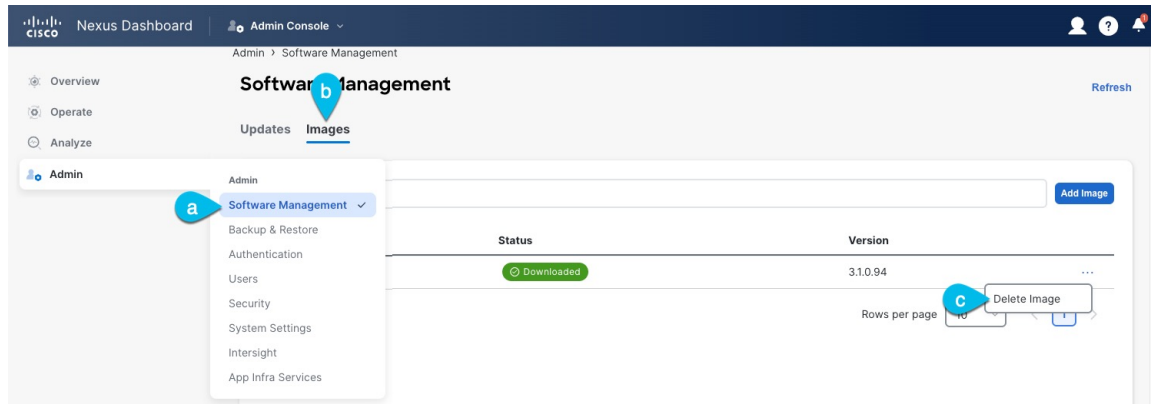 CISCO Nexus Dashboard Admin Console
Admin > Software Management
Software Management
Refresh
b
Updates Images
Overview
Operate
Analyze
Admin
Admin
a
Software Management
Backup & Restore
Authentication
Users
Security
System Settings
Intersight
App Infra Services
Add Image
Status Version
Downloaded 3.1.0.94 ...
c
Delete Image
Rows per page 10 1